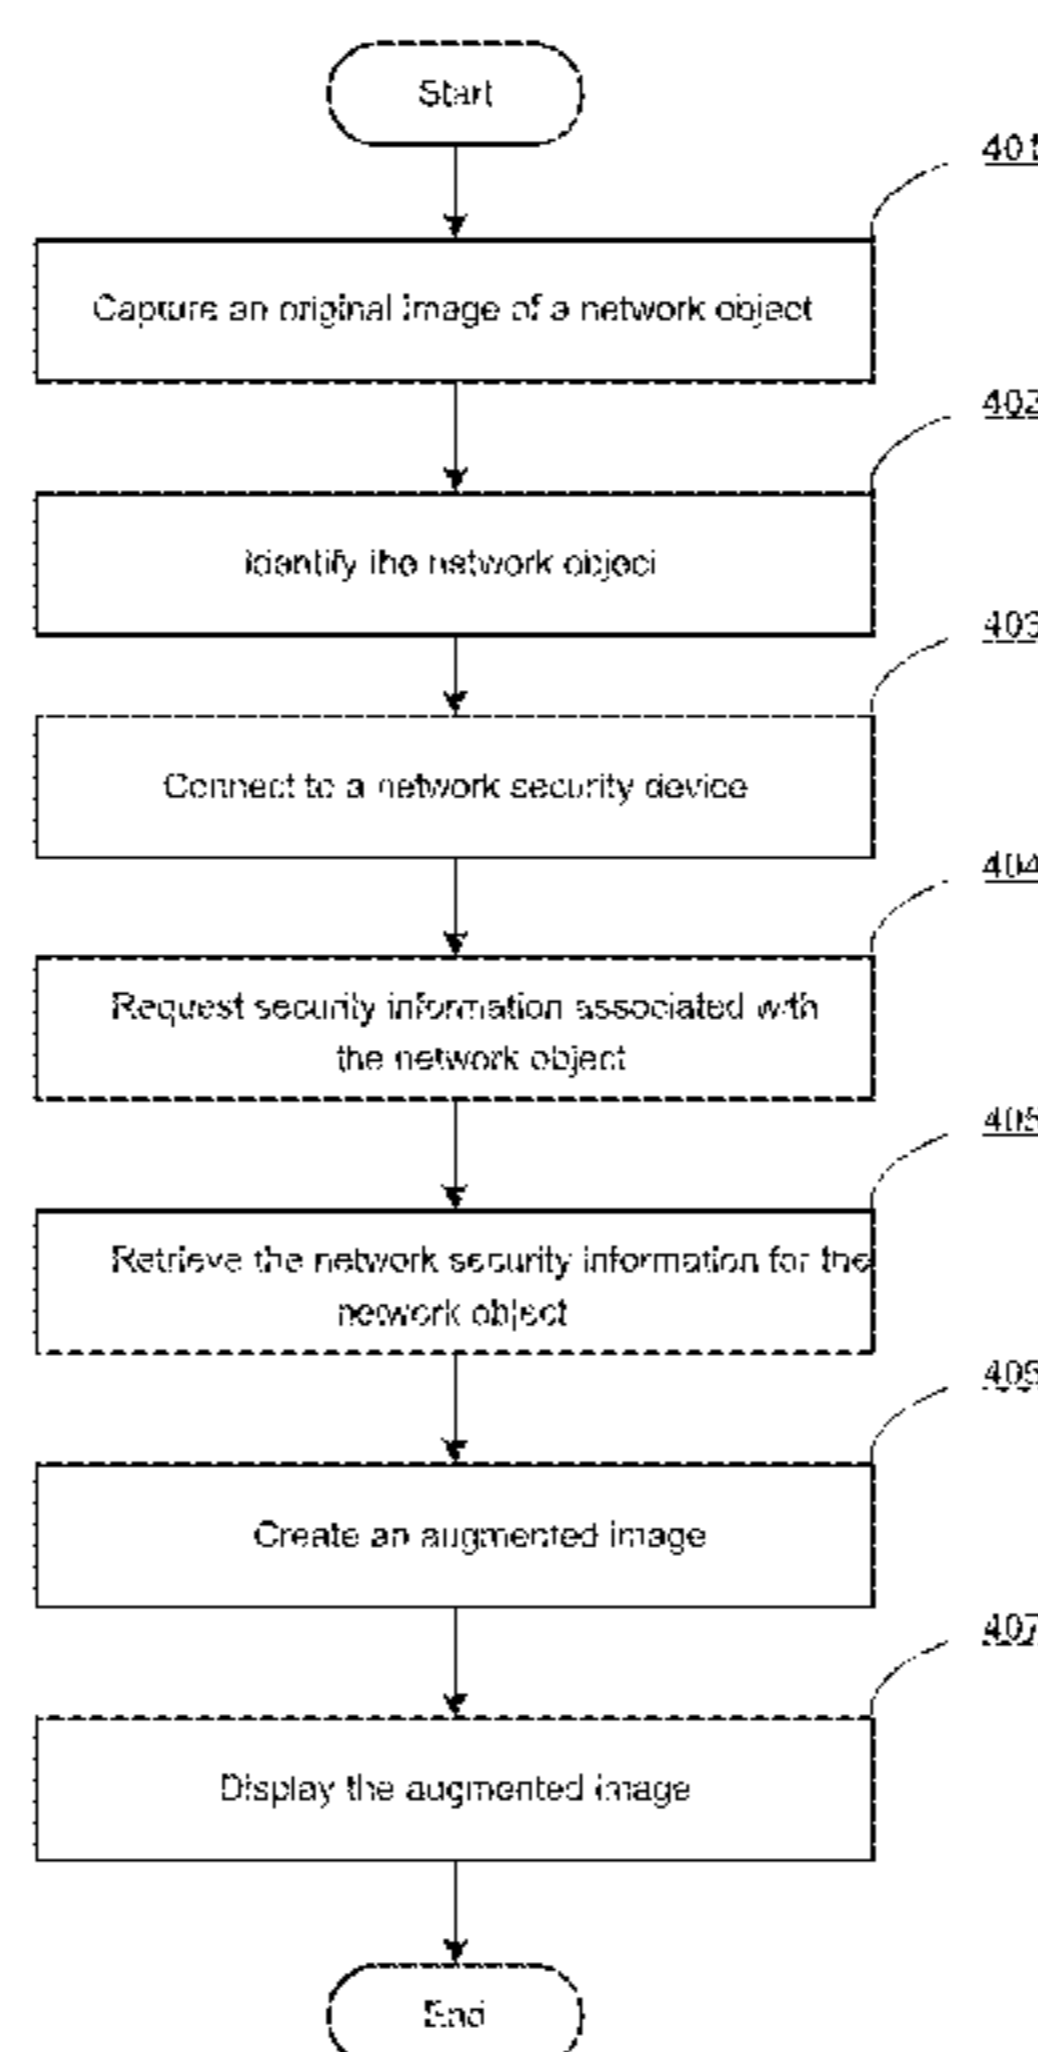 Start
401
Capture an original image of a network object
402
Identify the network object
403
Connect to a network security device
404
Request security information associated with
the network object
405
Retrieve the network security information for the
network object
406
Create an augmented image
407
Display the augmented image
End